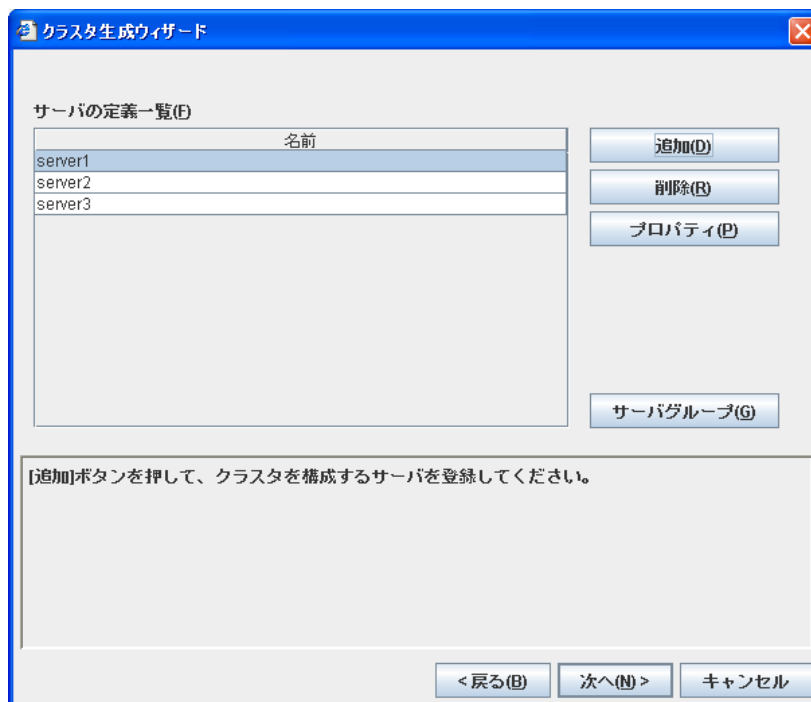 クラスタ生成ウィザード
サーバの定義一覧(F)
名前
server1
server2
server3
追加(D)
削除(R)
プロパティ(P)
サーバグループ(G)
[追加]ボタンを押して、クラスタを構成するサーバを登録してください。
<戻る(B)
次へ(N)>
キャンセル